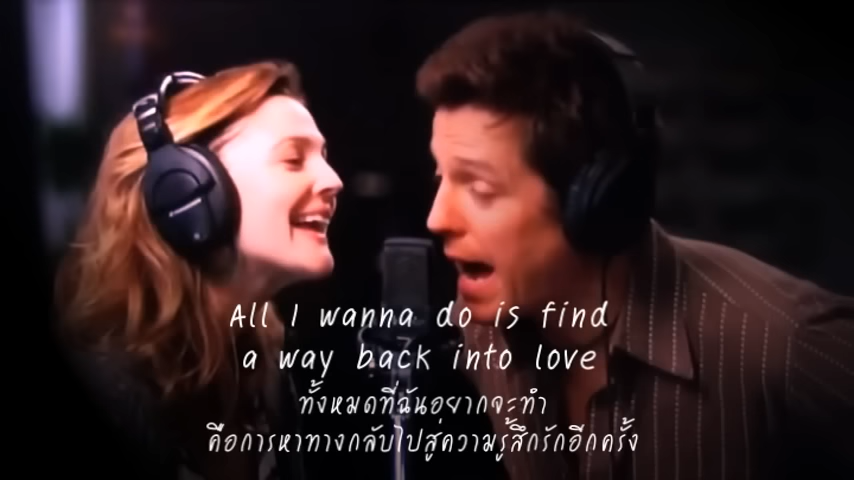 All I wanna do is find
a way back into love
ทั้งหมดที่ฉันอยากจะทำ
คือการหาทางกลับไปสู่ความรู้สึกรักอีกครั้ง